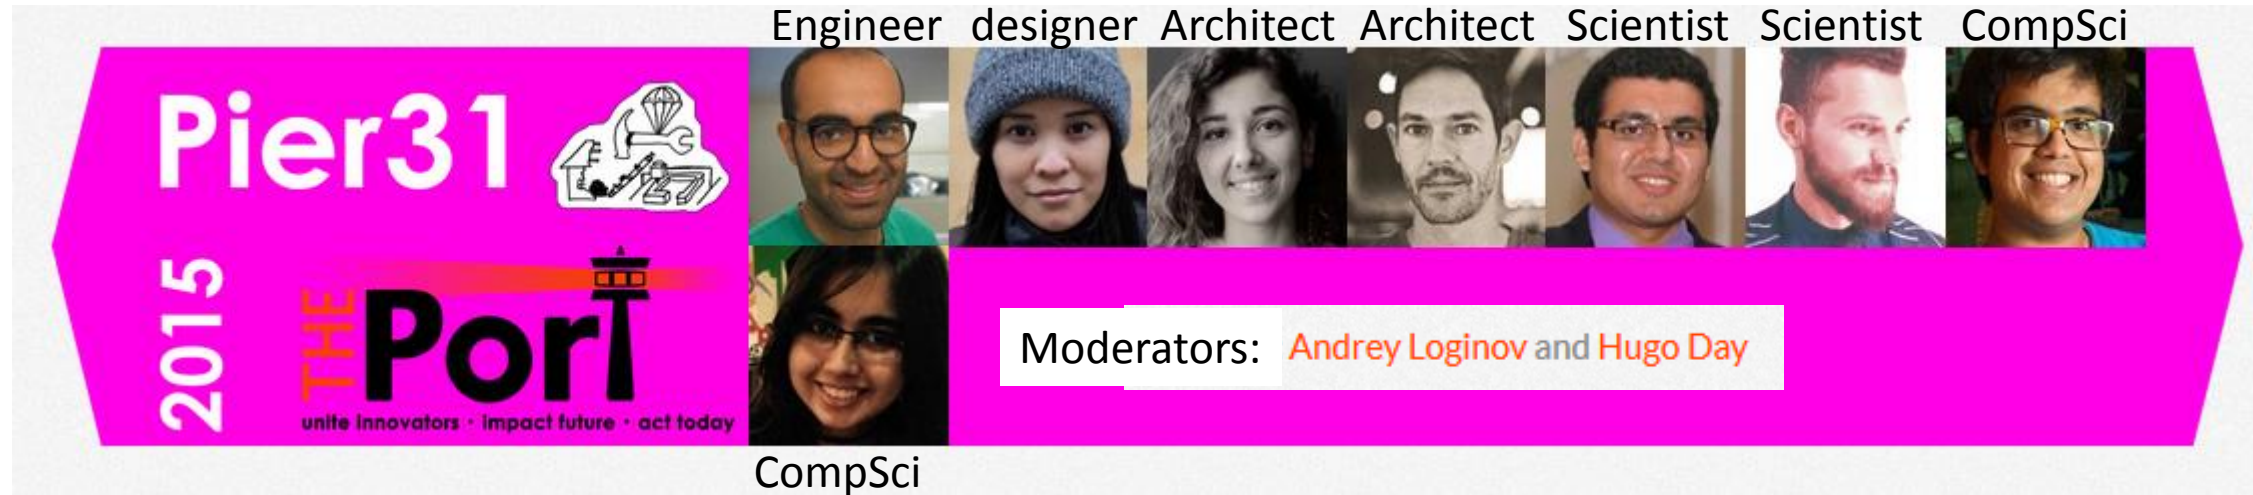 Engineer designer Architect Architect Scientist Scientist CompSci
Pier31
2015
THE
Port
unite innovators · impact future · act today
Moderators: Andrey Loginov and Hugo Day
CompSci